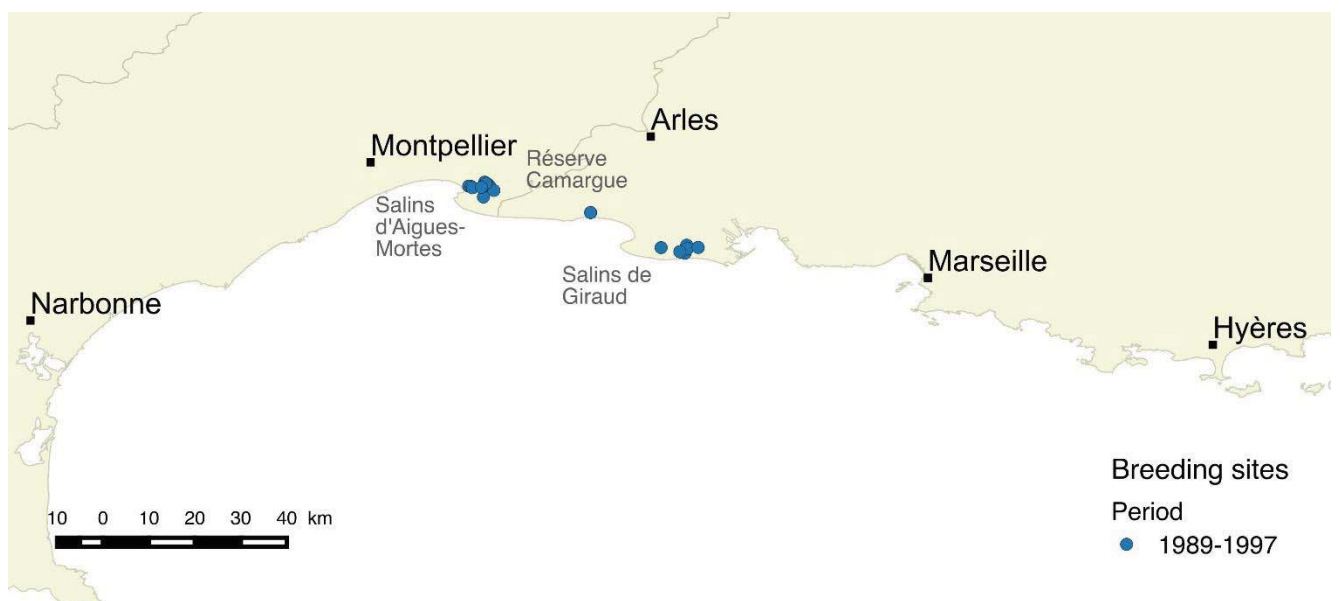 Arles
Montpellier
Réserve
Camargue
Salins
d'Aigues-
Mortes
Salins de
Giraud
Marseille
Narbonne
Hyères
Breeding sites
Period
1989-1997
10 0 10 20 30 40 km